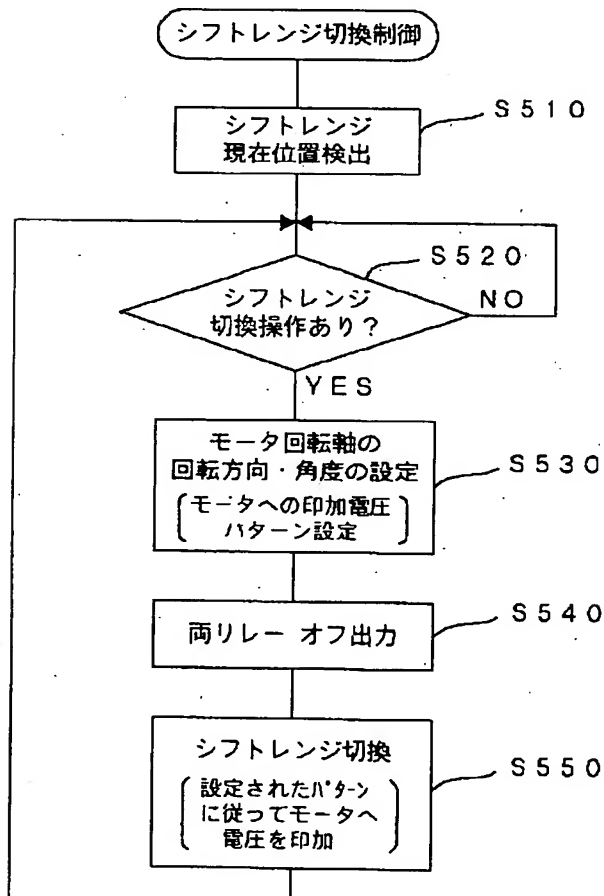 シフトレンジ切換制御
シフトレンジ
現在位置検出
S510
S520
シフトレンジ
切換操作あり?
NO
YES
モータ回転軸の
回転方向・角度の設定
モータへの印加電圧
パターン設定
S530
両リレー オフ出力
S540
シフトレンジ切換
設定されたパターン
に従ってモータへ
電圧を印加
S550